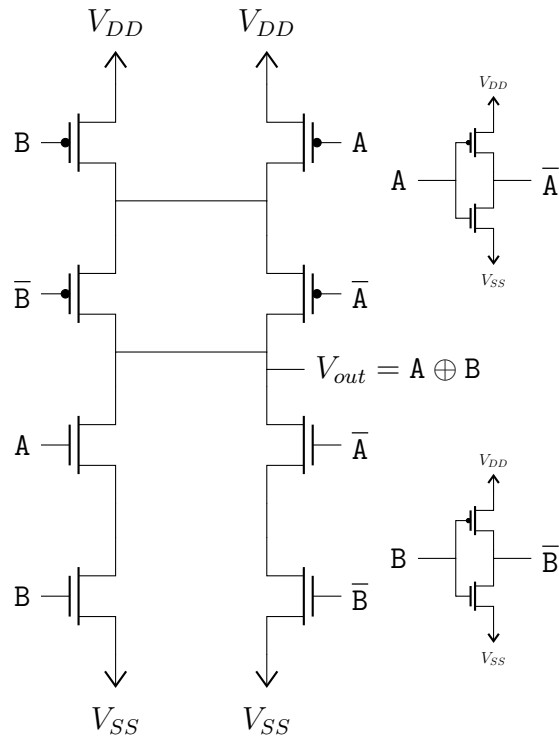 V_DD V_DD
V_DD
B A
A A̅
B̅ A̅
V_SS
V_out = A ⊕ B
A A̅
V_DD
B B̅
B B̅
V_SS
V_SS V_SS